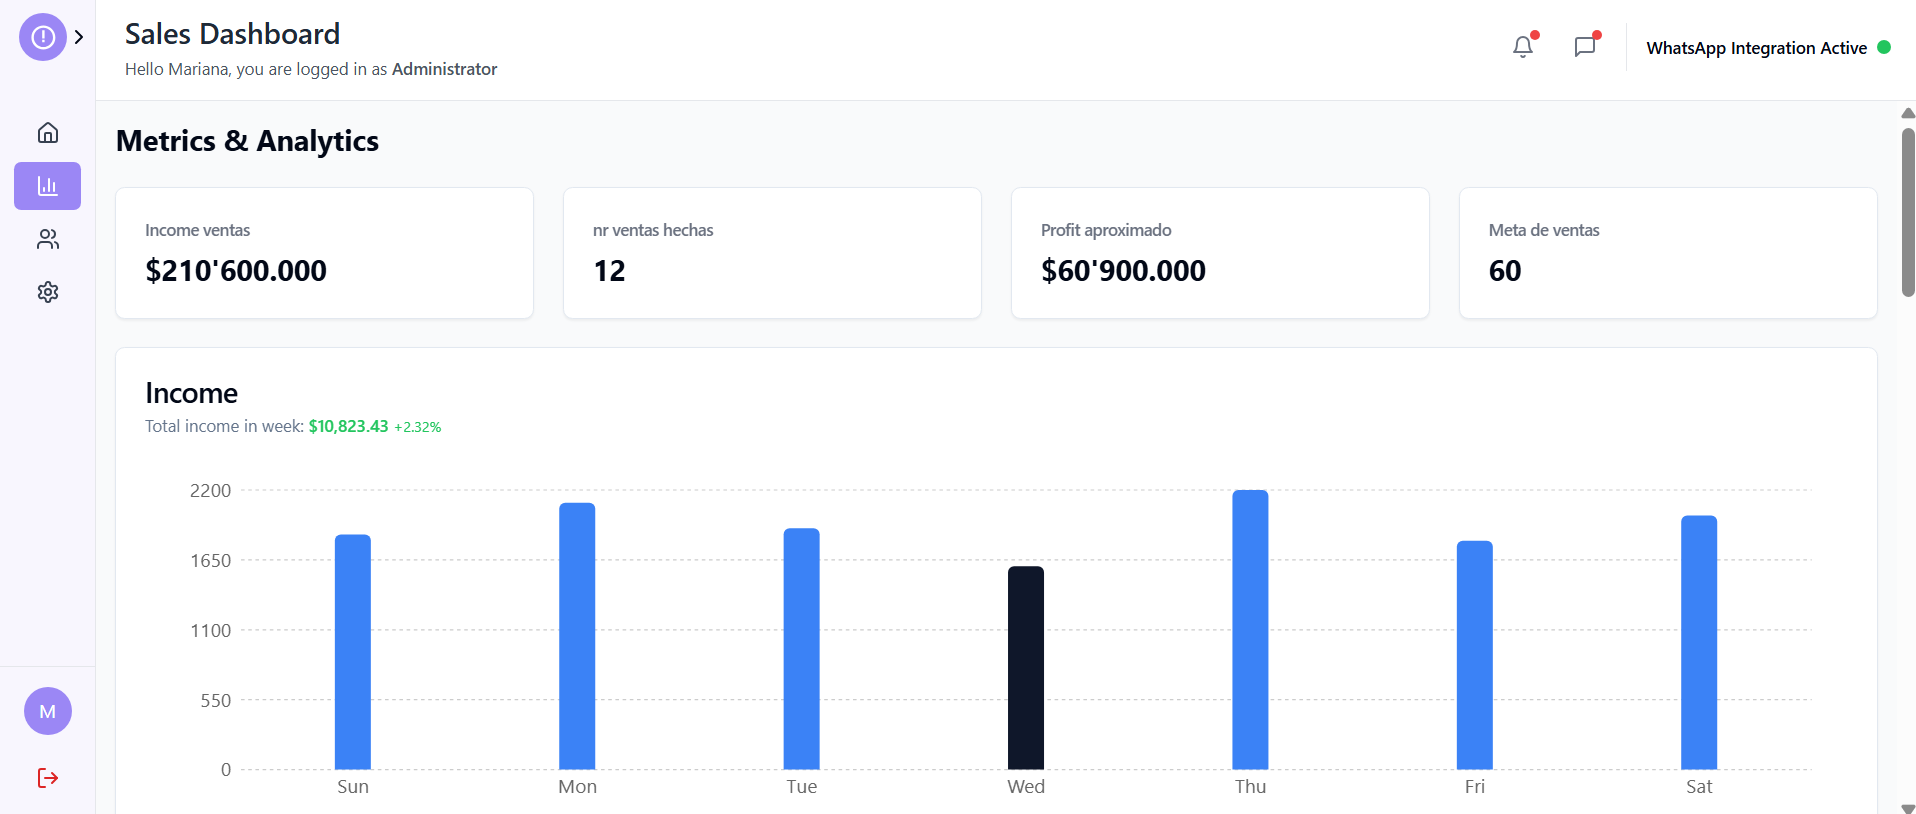 Sales Dashboard
Hello Mariana, you are logged in as Administrator
WhatsApp Integration Active
Metrics & Analytics
Income ventas
$210'600.000
nr ventas hechas
12
Profit aproximado
$60'900.000
Meta de ventas
60
Income
Total income in week: $10,823.43 +2.32%
2200
1650
1100
550
0
Sun Mon Tue Wed Thu Fri Sat
M